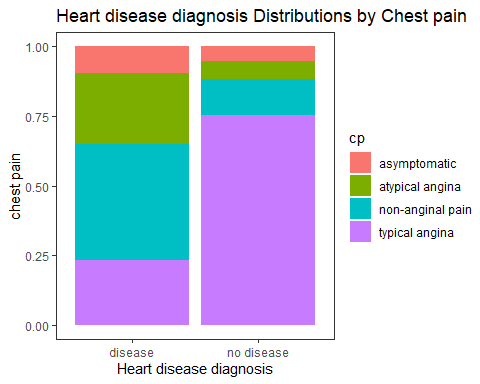 Heart disease diagnosis Distributions by Chest pain
1.00
0.75
0.50
0.25
0.00
chest pain
disease
no disease
Heart disease diagnosis
cp
asymptomatic
atypical angina
non-anginal pain
typical angina